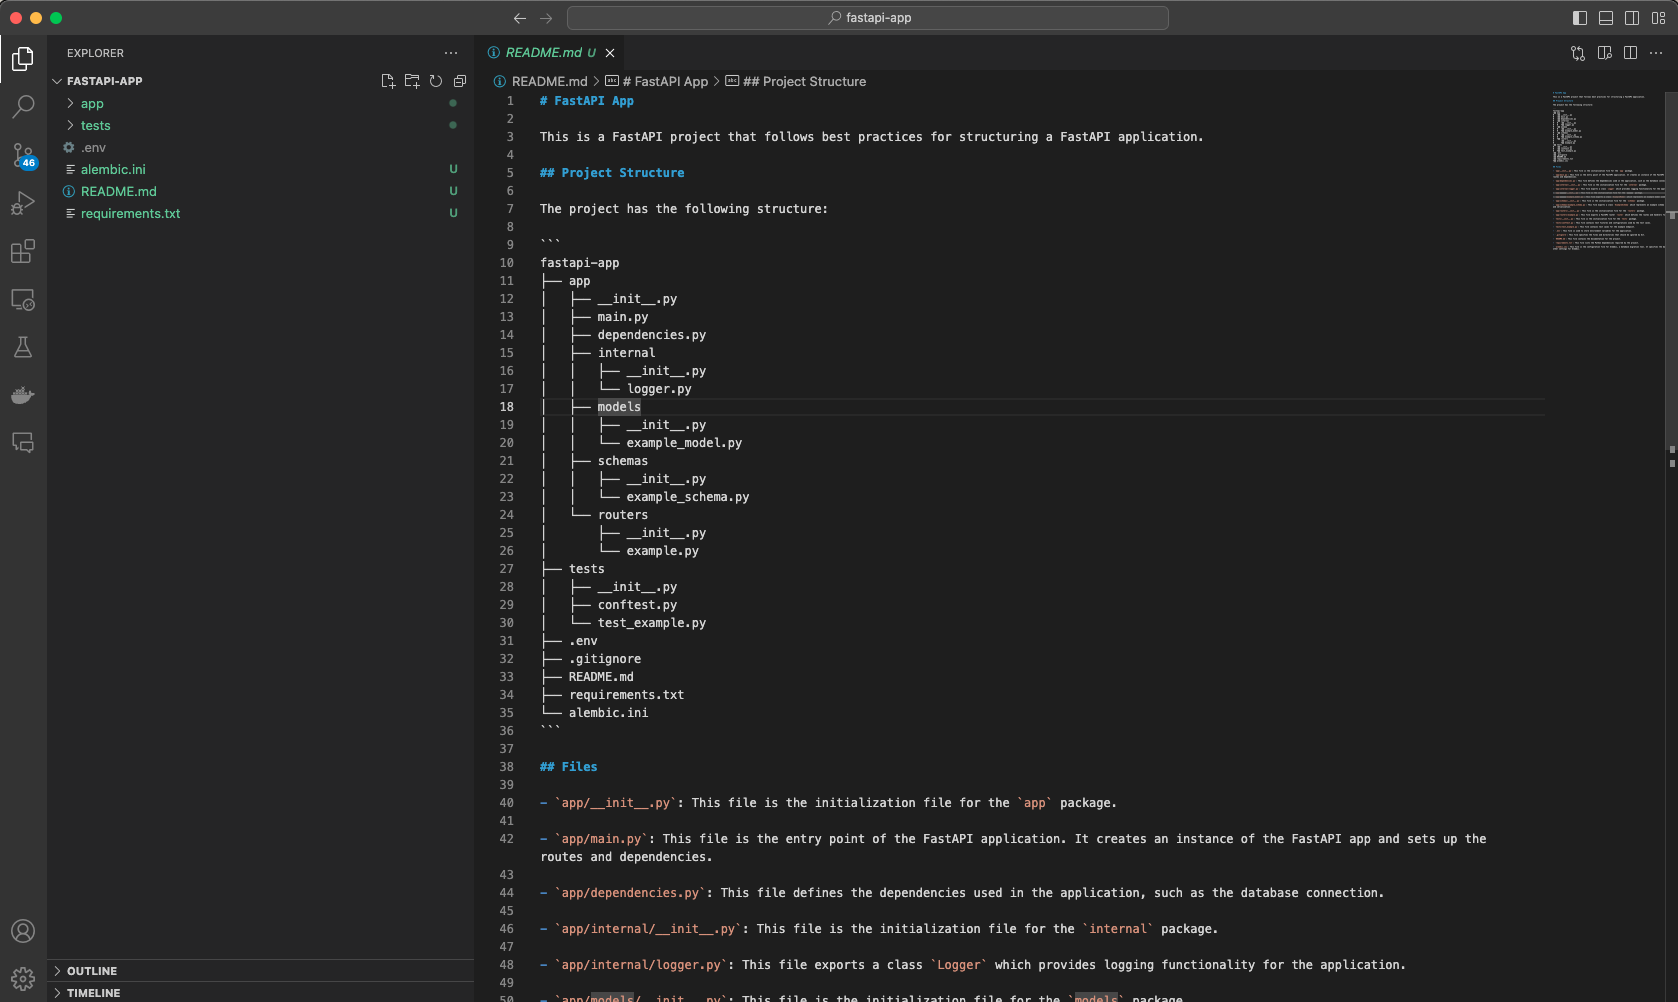 fastapi-app
EXPLORER
FASTAPI-APP
app
tests
.env
alembic.ini U
README.md U
requirements.txt U
46
OUTLINE
TIMELINE
README.md U
README.md > # FastAPI App > ## Project Structure
1 # FastAPI App
2
3 This is a FastAPI project that follows best practices for structuring a FastAPI application.
4
5 ## Project Structure
6
7 The project has the following structure:
8
9 ```
10 fastapi-app
11 ├── app
12 │   ├── __init__.py
13 │   ├── main.py
14 │   ├── dependencies.py
15 │   ├── internal
16 │   │   ├── __init__.py
17 │   │   └── logger.py
18 │   ├── models
19 │   │   ├── __init__.py
20 │   │   └── example_model.py
21 │   ├── schemas
22 │   │   ├── __init__.py
23 │   │   └── example_schema.py
24 │   └── routers
25 │       ├── __init__.py
26 │       └── example.py
27 ├── tests
28 │   ├── __init__.py
29 │   ├── conftest.py
30 │   └── test_example.py
31 ├── .env
32 ├── .gitignore
33 ├── README.md
34 ├── requirements.txt
35 └── alembic.ini
36 ```
37
38 ## Files
39
40 - `app/__init__.py`: This file is the initialization file for the `app` package.
41
42 - `app/main.py`: This file is the entry point of the FastAPI application. It creates an instance of the FastAPI app and sets up the
routes and dependencies.
43
44 - `app/dependencies.py`: This file defines the dependencies used in the application, such as the database connection.
45
46 - `app/internal/__init__.py`: This file is the initialization file for the `internal` package.
47
48 - `app/internal/logger.py`: This file exports a class `Logger` which provides logging functionality for the application.
49
50 - `app/models/__init__.py`: This file is the initialization file for the `models` package.